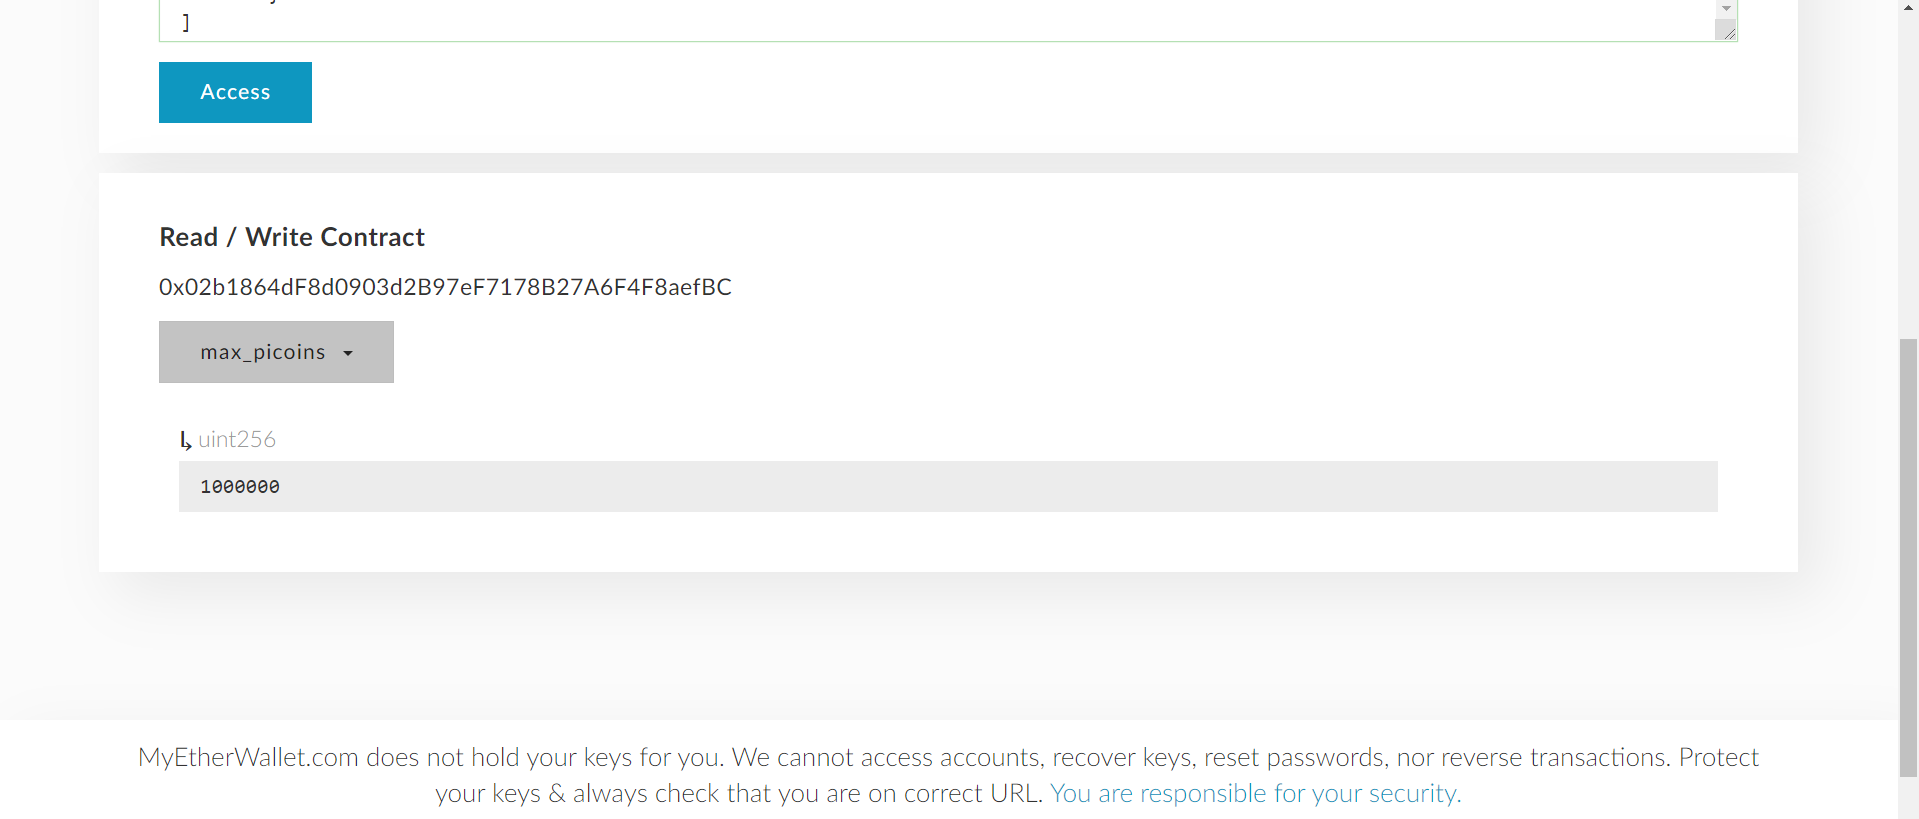 ]
Access
Read / Write Contract
0x02b1864dF8d0903d2B97eF7178B27A6F4F8aefBC
max_picoins
↳ uint256
1000000
MyEtherWallet.com does not hold your keys for you. We cannot access accounts, recover keys, reset passwords, nor reverse transactions. Protect
your keys & always check that you are on correct URL. You are responsible for your security.